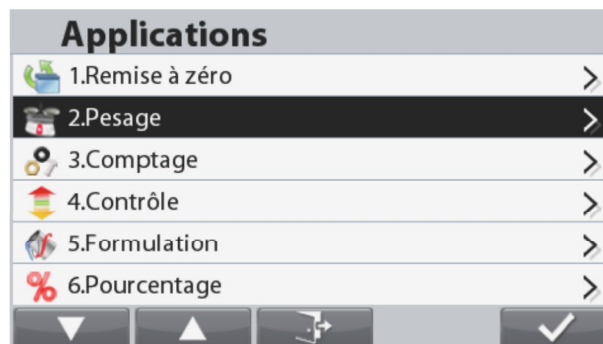 Applications
1.Remise à zéro
2.Pesage
3.Comptage
4.Contrôle
5.Formulation
6.Pourcentage